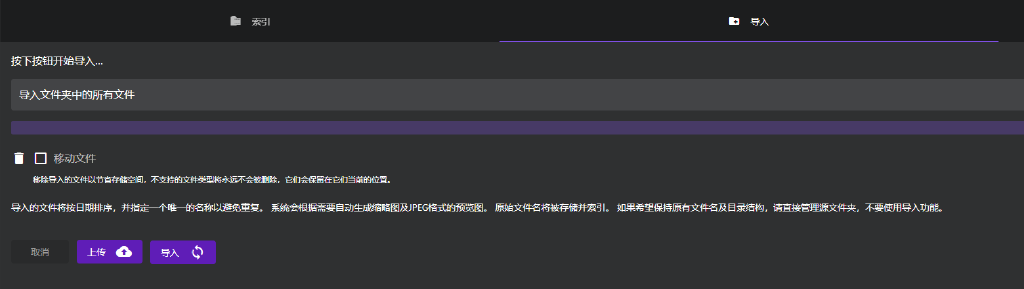 索引
导入
按下按钮开始导入...
导入文件夹中的所有文件
移动文件
移除导入的文件以节省存储空间，不支持的文件类型将永远不会被删除，它们会保留在它们当前的位置。
导入的文件将按日期排序，并指定一个唯一的名称以避免重复。 系统会根据需要自动生成缩略图及JPEG格式的预览图。 原始文件名将被存储并索引。 如果希望保持原有文件名及目录结构，请直接管理源文件夹，不要使用导入功能。
取消
上传
导入